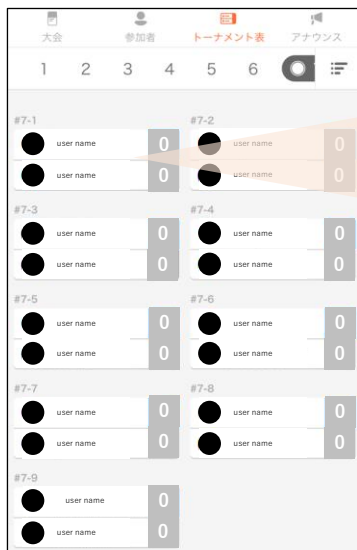 大会 参加者 トーナメント表 アナウンス
1 2 3 4 5 6
#7-1 #7-2
user name 0 user name 0
user name 0 user name 0
#7-3 #7-4
user name 0 user name 0
user name 0 user name 0
#7-5 #7-6
user name 0 user name 0
user name 0 user name 0
#7-7 #7-8
user name 0 user name 0
user name 0 user name 0
#7-9
user name 0
user name 0